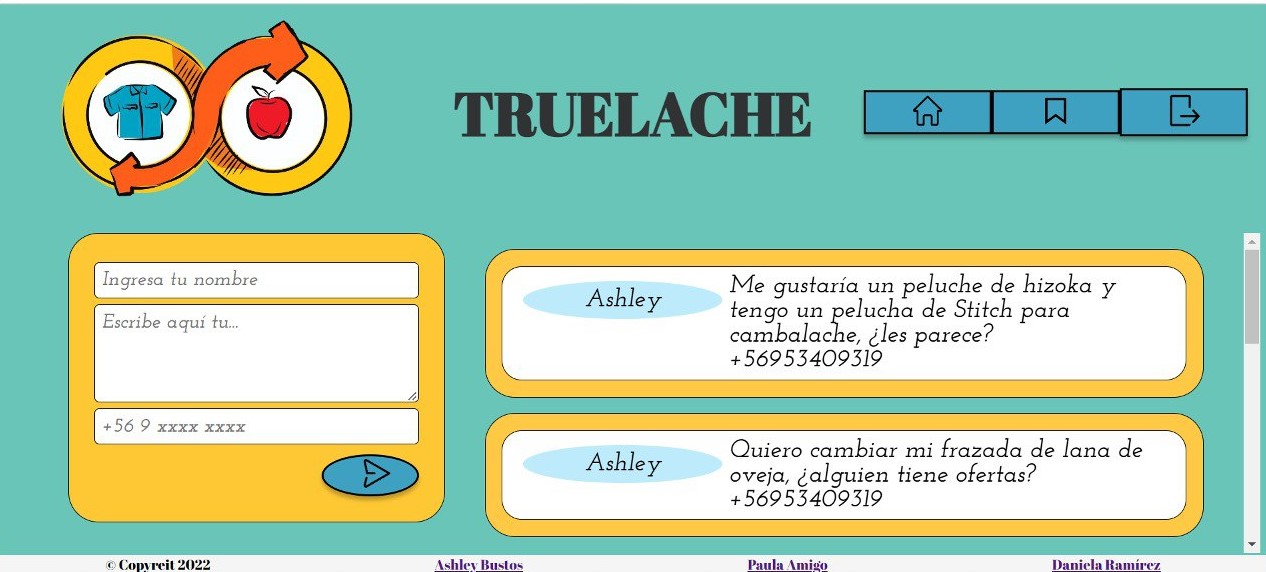 TRUELACHE
Ingresa tu nombre
Escribe aquí tu...
+56 9 xxxx xxxx
Ashley
Me gustaría un peluche de hizoka y
tengo un pelucha de Stitch para
cambalache, ¿les parece?
+56953409319
Ashley
Quiero cambiar mi frazada de lana de
oveja, ¿alguien tiene ofertas?
+56953409319
© Copyreit 2022
Ashley Bustos
Paula Amigo
Daniela Ramírez